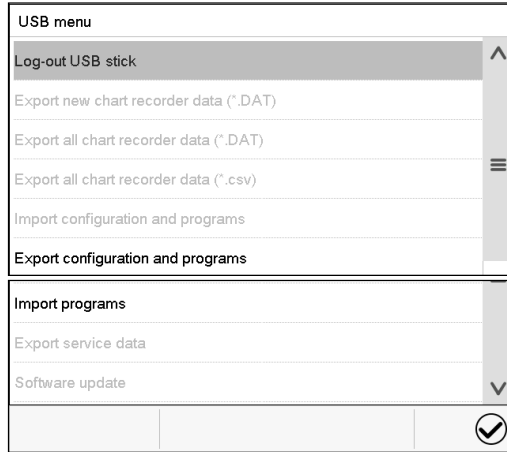 USB menu
Log-out USB stick
Export new chart recorder data (*.DAT)
Export all chart recorder data (*.DAT)
Export all chart recorder data (*.csv)
Import configuration and programs
Export configuration and programs
Import programs
Export service data
Software update